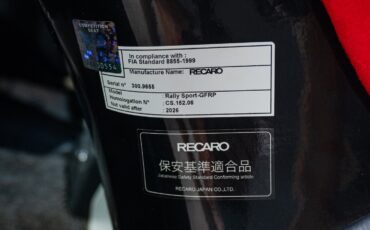 COMPETITION
SEAT
In compliance with :
FIA Standard 8855-1999
Manufacture Name: RECARO
Serial n° : 300.9655
Model : Rally Sport-GFRP
Homologation N° : CS.162.06
Not valid after : 2026
RECARO
保安基準適合品
Japanese Safety Standard Conforming article
RECARO JAPAN CO.,LTD.